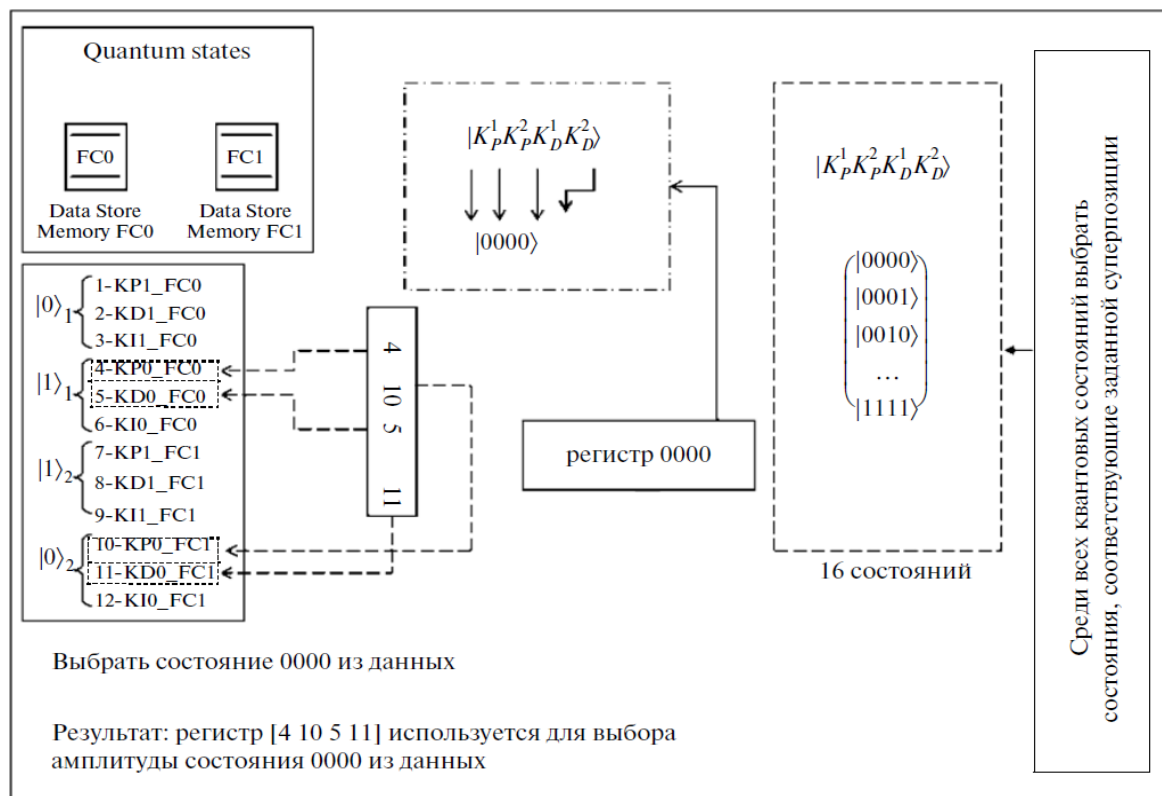 Quantum states
FC0
FC1
Data Store
Memory FC0
Data Store
Memory FC1
|0⟩₁
1-KP1_FC0
2-KD1_FC0
3-KI1_FC0
|1⟩₁
4-KP0_FC0
5-KD0_FC0
6-KI0_FC0
|1⟩₂
7-KP1_FC1
8-KD1_FC1
9-KI1_FC1
|0⟩₂
10-KP0_FC1
11-KD0_FC1
12-KI0_FC1
4
10
5
11
|K_P^1 K_P^2 K_D^1 K_D^2⟩
|0000⟩
регистр 0000
|K_P^1 K_P^2 K_D^1 K_D^2⟩
|0000⟩
|0001⟩
|0010⟩
...
|1111⟩
16 состояний
Среди всех квантовых состояний выбрать
состояния, соответствующие заданной суперпозиции
Выбрать состояние 0000 из данных
Результат: регистр [4 10 5 11] используется для выбора
амплитуды состояния 0000 из данных